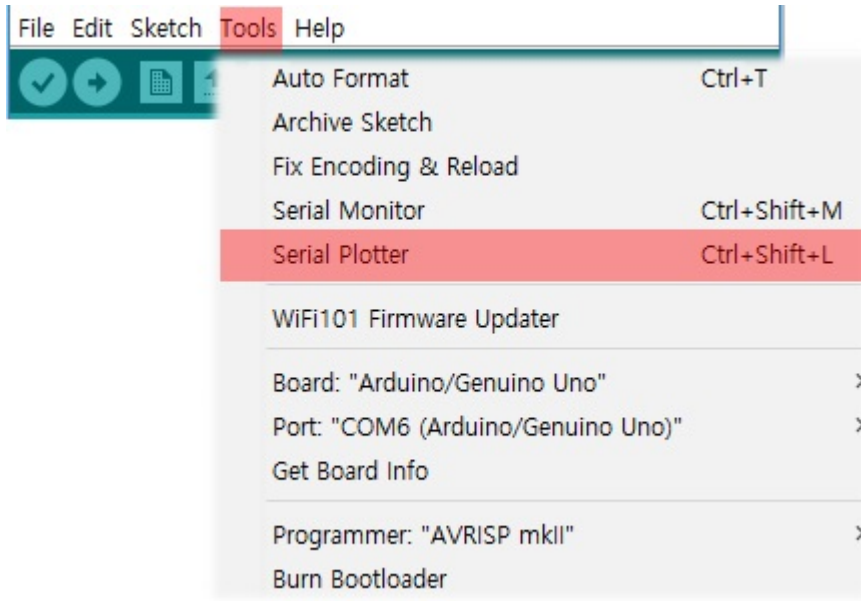 File Edit Sketch Tools Help
Auto Format Ctrl+T
Archive Sketch
Fix Encoding & Reload
Serial Monitor Ctrl+Shift+M
Serial Plotter Ctrl+Shift+L
WiFi101 Firmware Updater
Board: "Arduino/Genuino Uno"
Port: "COM6 (Arduino/Genuino Uno)"
Get Board Info
Programmer: "AVRISP mkII"
Burn Bootloader